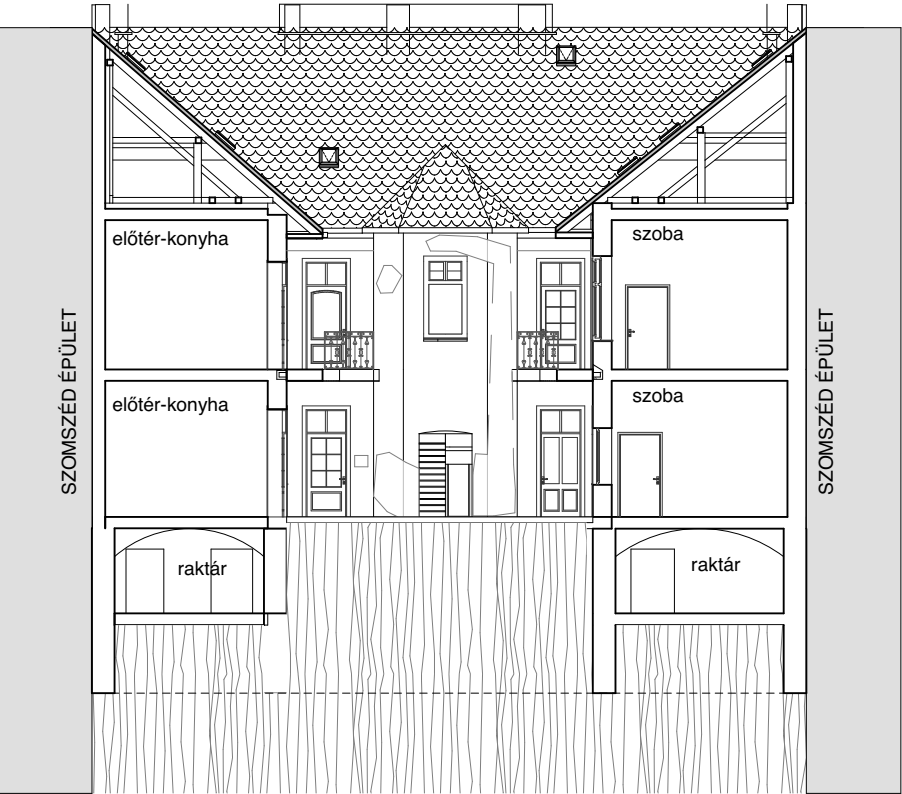 előtér-konyha
szoba
SZOMSZÉD ÉPÜLET
SZOMSZÉD ÉPÜLET
előtér-konyha
szoba
raktár
raktár